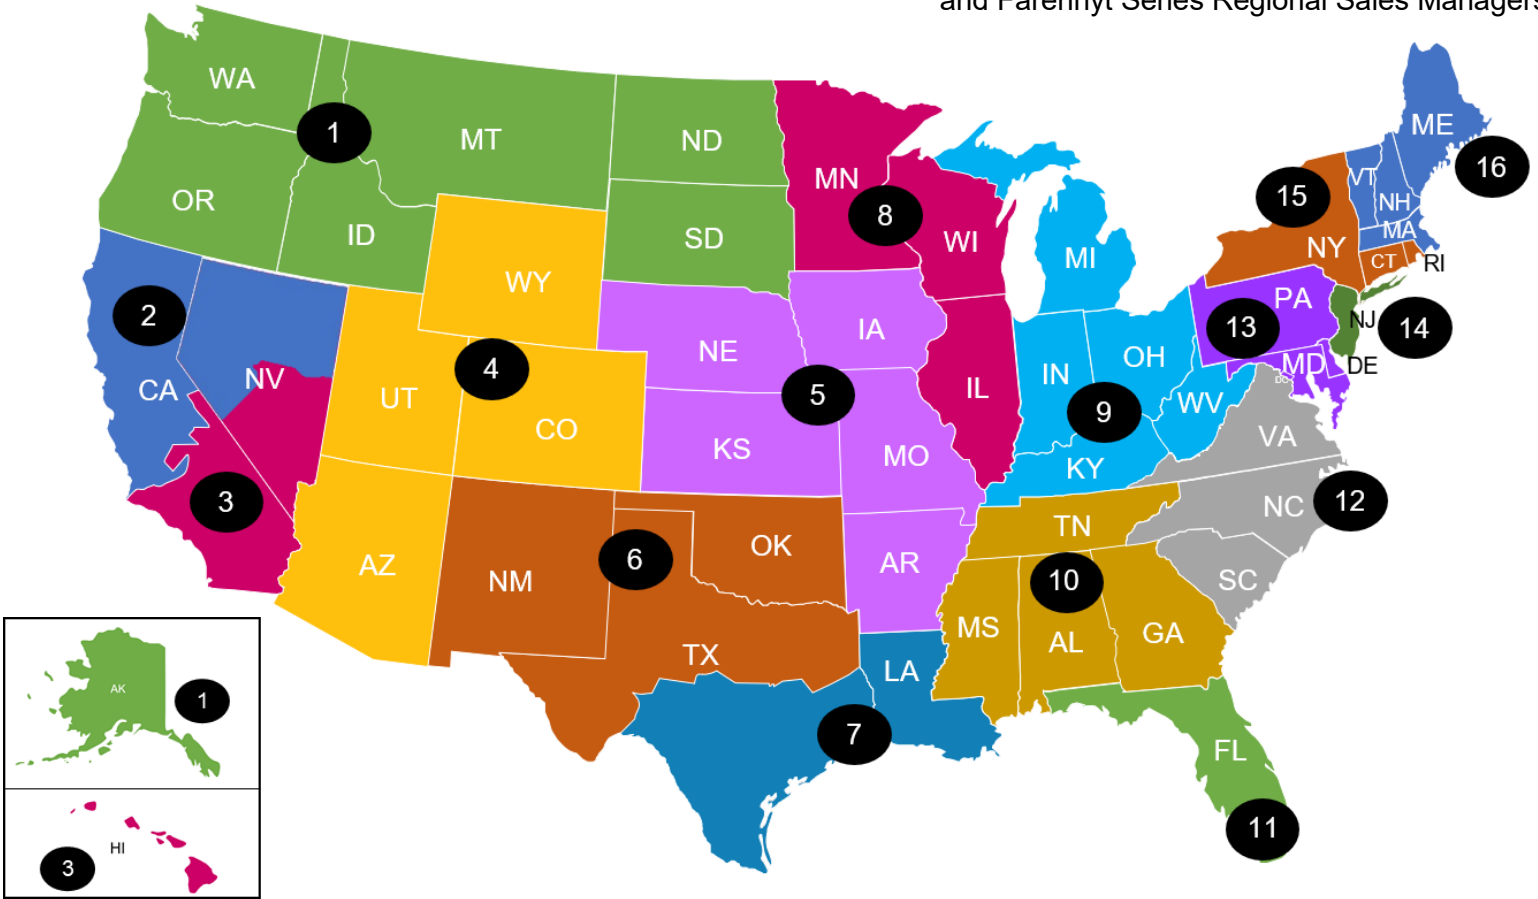 and Farenhyt Series Regional Sales Managers
WA
1
MT
ND
MN
ME
16
OR
ID
SD
8
WI
15
VT
NH
MA
NY
CT
RI
2
WY
MI
PA
13
NJ
14
CA
NV
4
NE
IA
OH
MD
DE
DC
UT
CO
5
IL
IN
9
WV
KS
MO
KY
VA
3
6
OK
TN
NC
12
AZ
NM
AR
10
SC
TX
MS
AL
GA
LA
AK
1
7
FL
11
HI
3